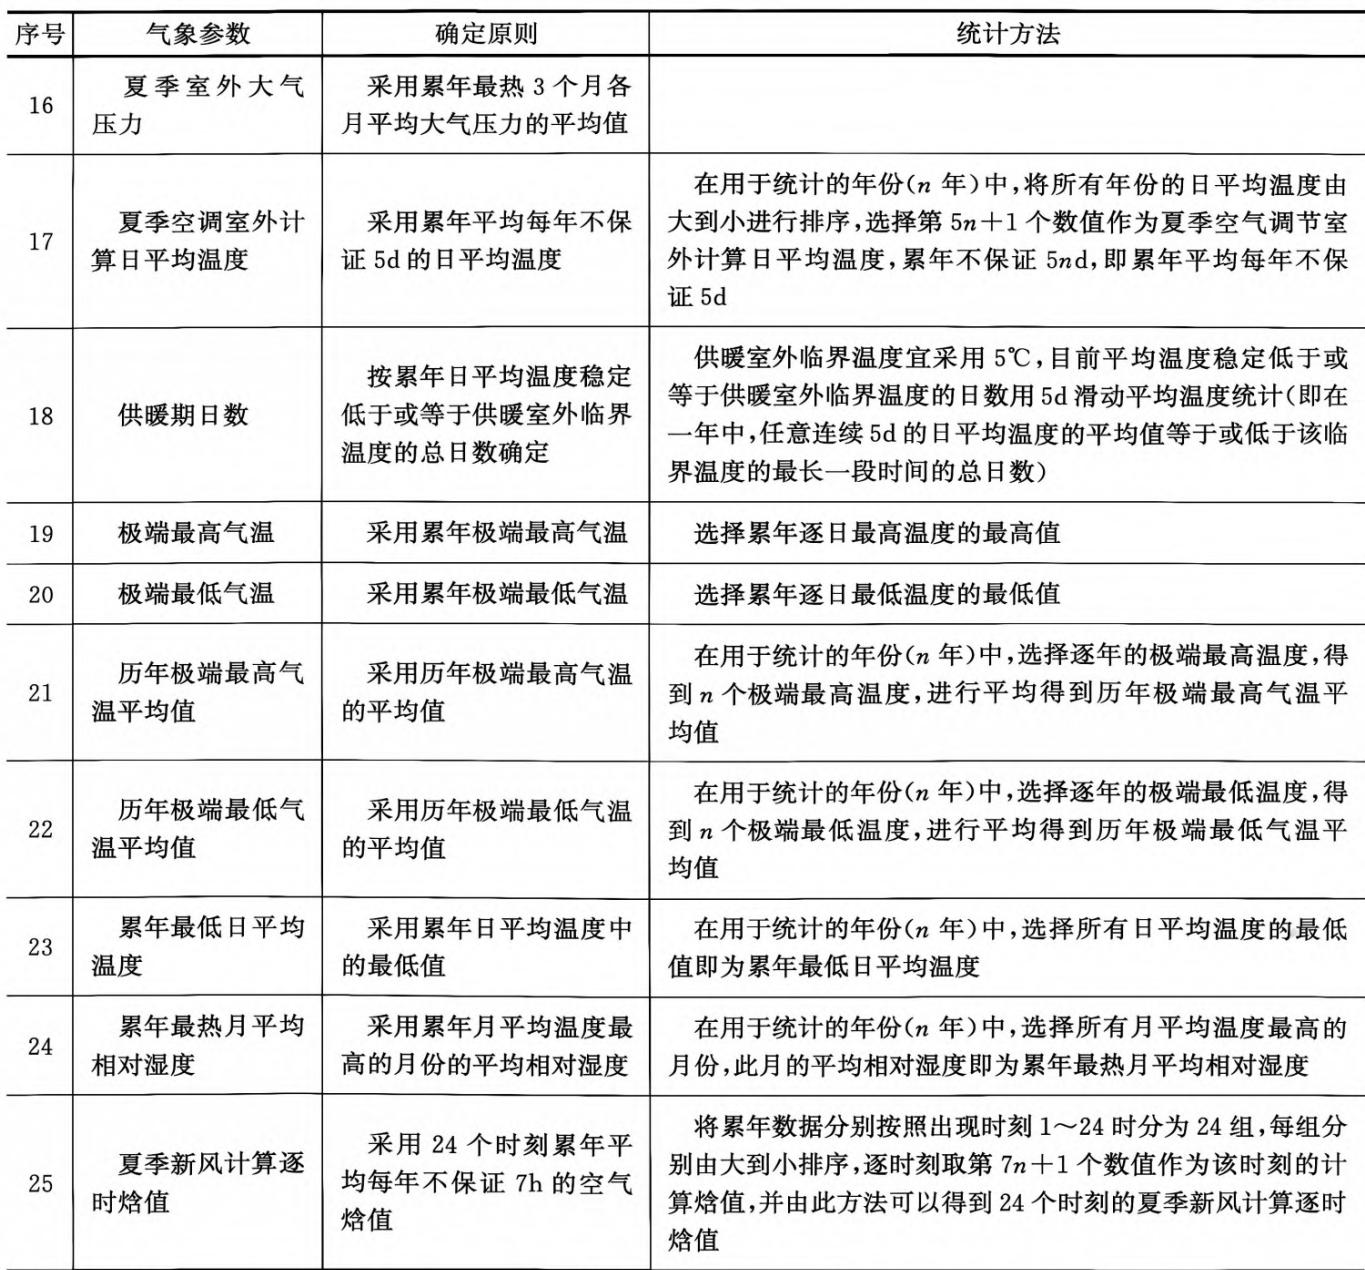 序号 气象参数 确定原则 统计方法
16 夏季室外大气压力 采用累年最热 3 个月各月平均大气压力的平均值
17 夏季空调室外计算日平均温度 采用累年平均每年不保证 5d 的日平均温度
在用于统计的年份(n 年)中,将所有年份的日平均温度由
大到小进行排序,选择第 5n+1 个数值作为夏季空气调节室
外计算日平均温度,累年不保证 5nd,即累年平均每年不保
证 5d
18 供暖期日数
按累年日平均温度稳定
低于或等于供暖室外临界
温度的总日数确定
供暖室外临界温度宜采用 5℃,目前平均温度稳定低于或
等于供暖室外临界温度的日数用 5d 滑动平均温度统计(即在
一年中,任意连续 5d 的日平均温度的平均值等于或低于该临
界温度的最长一段时间的总日数)
19 极端最高气温 采用累年极端最高气温 选择累年逐日最高温度的最高值
20 极端最低气温 采用累年极端最低气温 选择累年逐日最低温度的最低值
21
历年极端最高气
温平均值
采用历年极端最高气温
的平均值
在用于统计的年份(n 年)中,选择逐年的极端最高温度,得
到 n 个极端最高温度,进行平均得到历年极端最高气温平
均值
22
历年极端最低气
温平均值
采用历年极端最低气温
的平均值
在用于统计的年份(n 年)中,选择逐年的极端最低温度,得
到 n 个极端最低温度,进行平均得到历年极端最低气温平
均值
23
累年最低日平均
温度
采用累年日平均温度中
的最低值
在用于统计的年份(n 年)中,选择所有日平均温度的最低
值即为累年最低日平均温度
24
累年最热月平均
相对湿度
采用累年月平均温度最
高的月份的平均相对湿度
在用于统计的年份(n 年)中,选择所有月平均温度最高的
月份,此月的平均相对湿度即为累年最热月平均相对湿度
25
夏季新风计算逐
时焓值
采用 24 个时刻累年平
均每年不保证 7h 的空气
焓值
将累年数据分别按照出现时刻 1～24 时分为 24 组,每组分
别由大到小排序,逐时刻取第 7n+1 个数值作为该时刻的计
算焓值,并由此方法可以得到 24 个时刻的夏季新风计算逐时
焓值